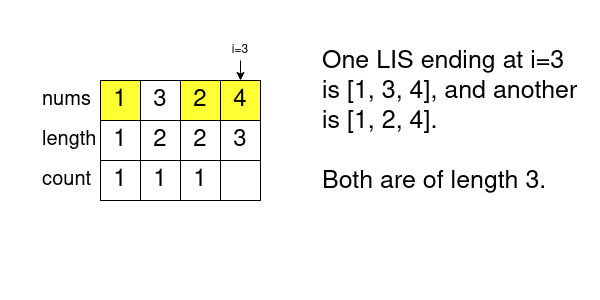 i=3
nums 1 3 2 4
length 1 2 2 3
count 1 1 1
One LIS ending at i=3
is [1, 3, 4], and another
is [1, 2, 4].
Both are of length 3.